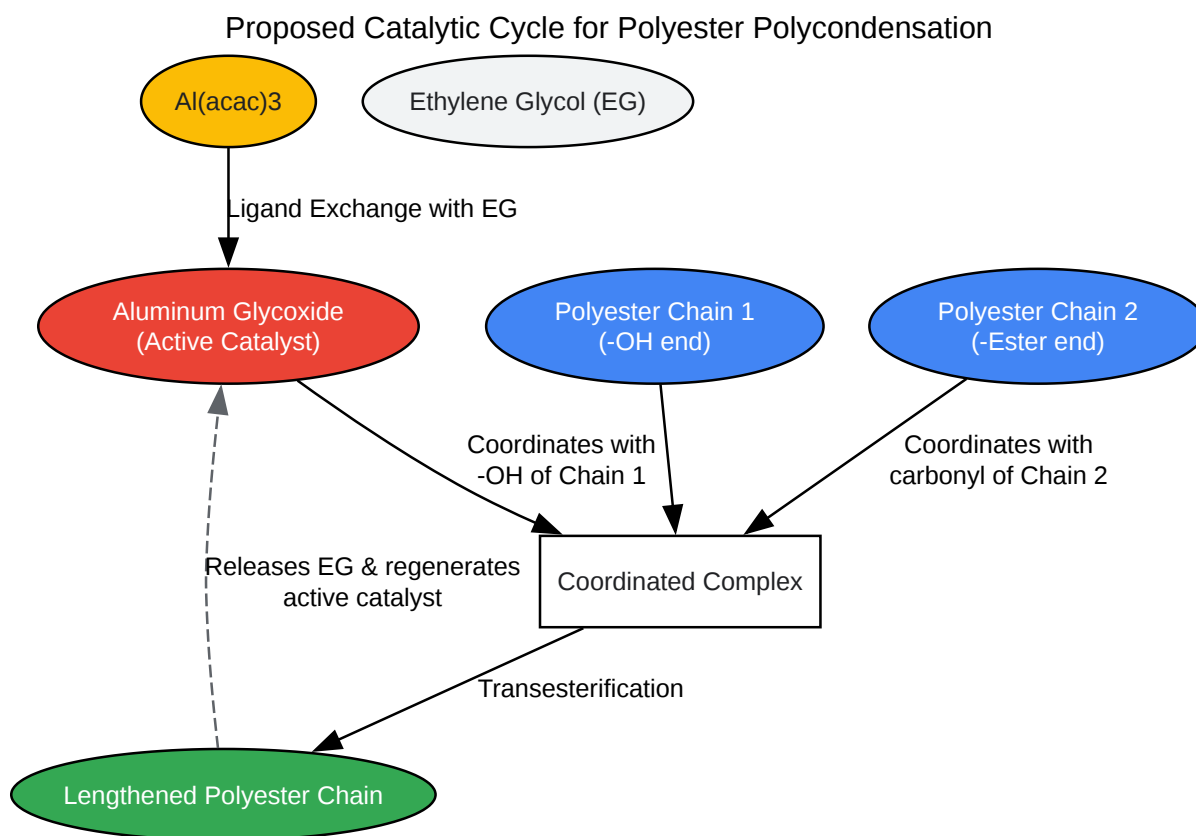 Proposed Catalytic Cycle for Polyester Polycondensation
Al(acac)3
Ethylene Glycol (EG)
Ligand Exchange with EG
Aluminum Glycoxide
(Active Catalyst)
Polyester Chain 1
(-OH end)
Polyester Chain 2
(-Ester end)
Coordinates with
-OH of Chain 1
Coordinates with
carbonyl of Chain 2
Releases EG & regenerates
active catalyst
Coordinated Complex
Transesterification
Lengthened Polyester Chain